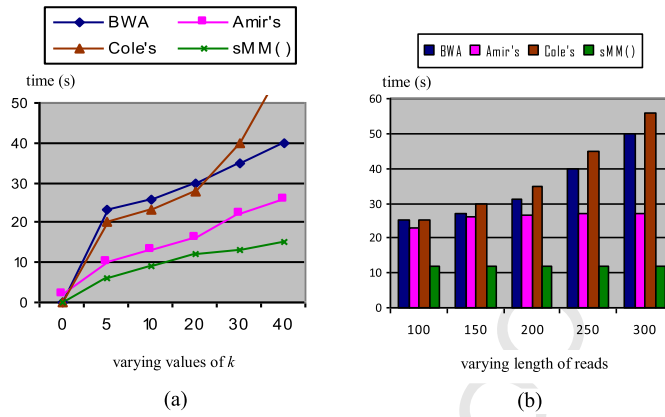 BWA Amir's
Cole's sMM()
time (s)
50
40
30
20
10
0
0 5 10 20 30 40
varying values of k
(a)
BWA Amir's Cole's sMM()
time (s)
60
50
40
30
20
10
0
100 150 200 250 300
varying length of reads
(b)